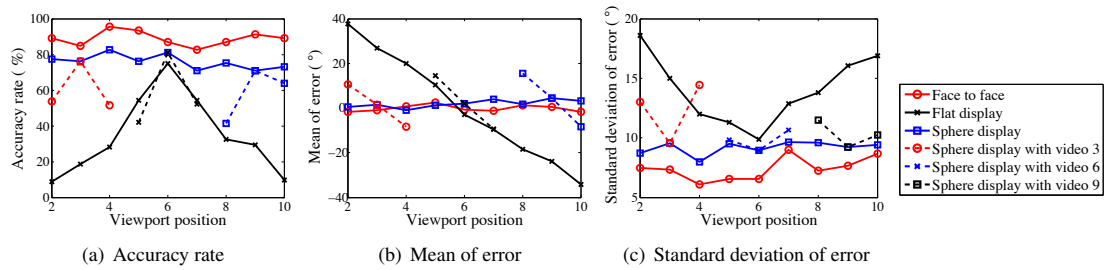 100
80
60
40
20
0
2 4 6 8 10
Accuracy rate ( %)
Viewport position
(a) Accuracy rate
40
20
0
−20
−40
2 4 6 8 10
Mean of error ( °)
Viewport position
(b) Mean of error
20
15
10
5
0
2 4 6 8 10
Standard deviation of error ( °)
Viewport position
(c) Standard deviation of error
Face to face
Flat display
Sphere display
Sphere display with video 3
Sphere display with video 6
Sphere display with video 9